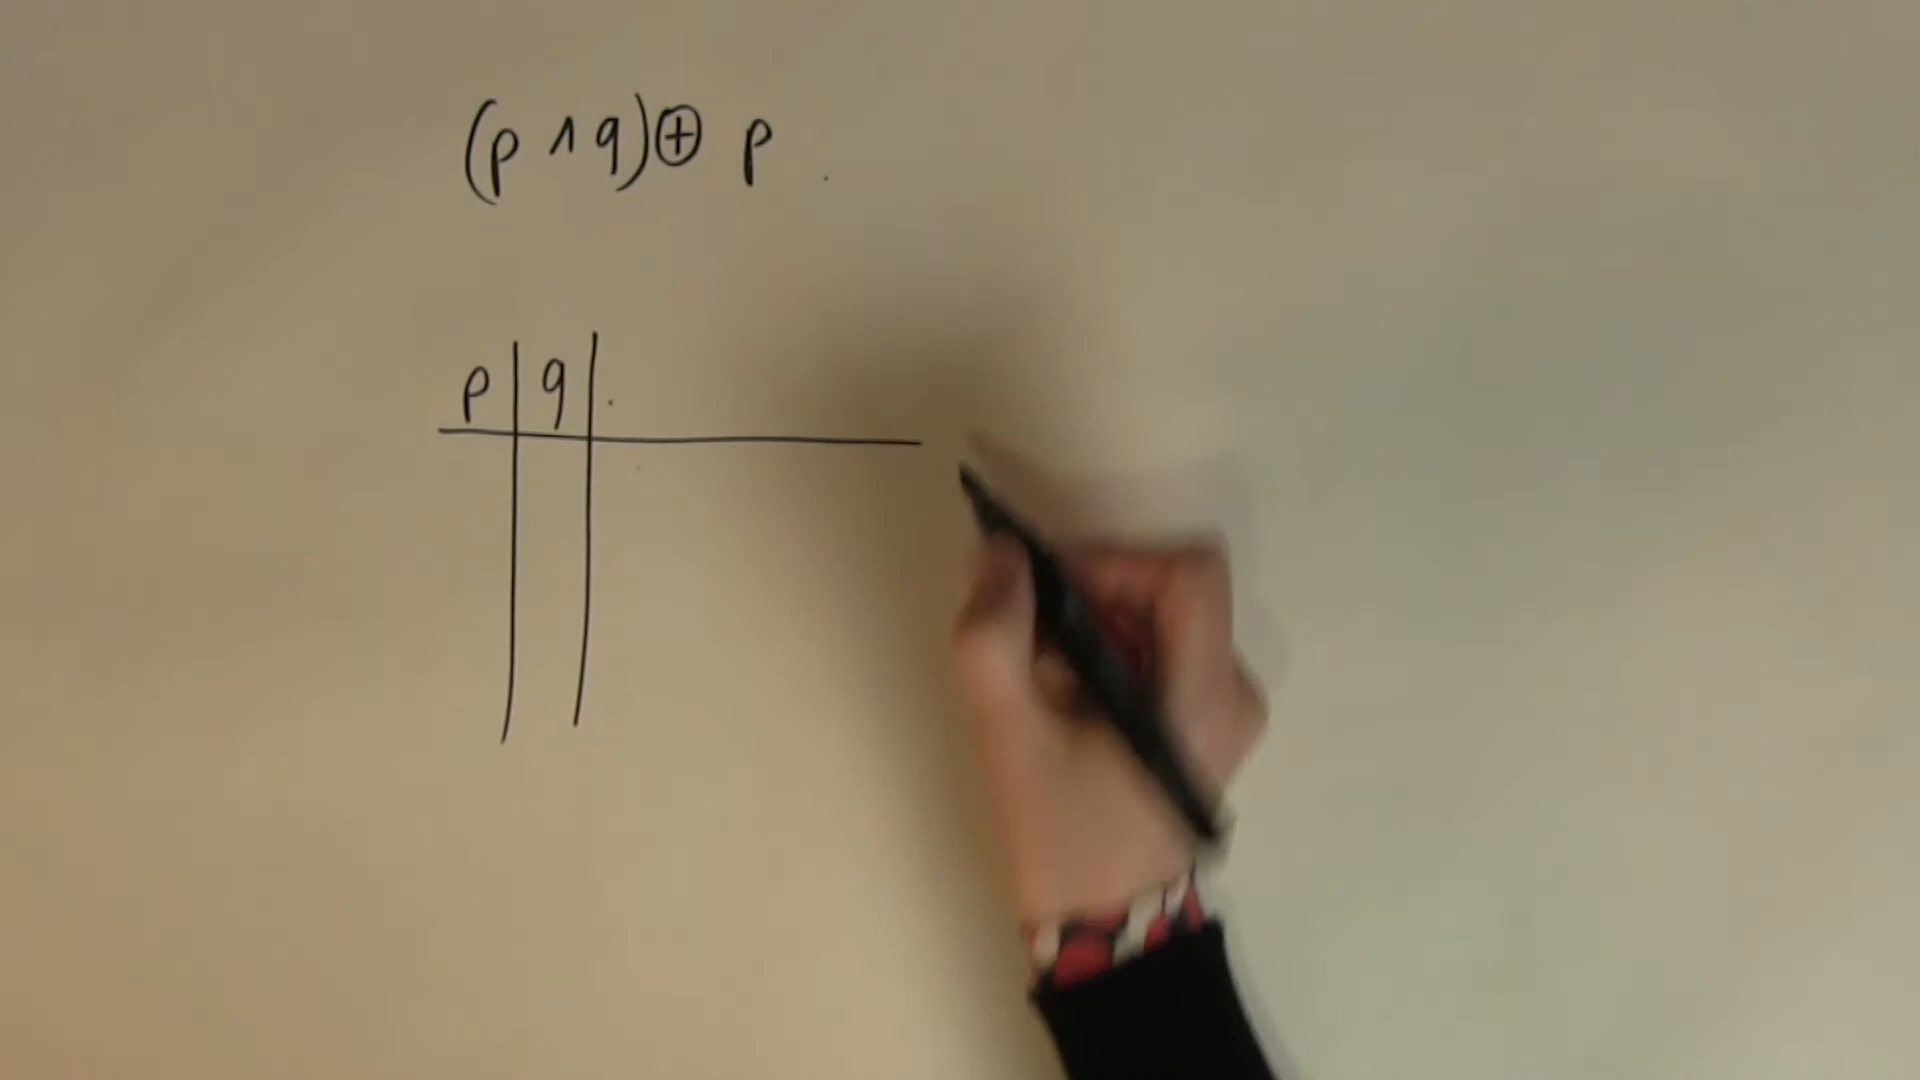 (p ∧ q) ⊕ p
p | q |